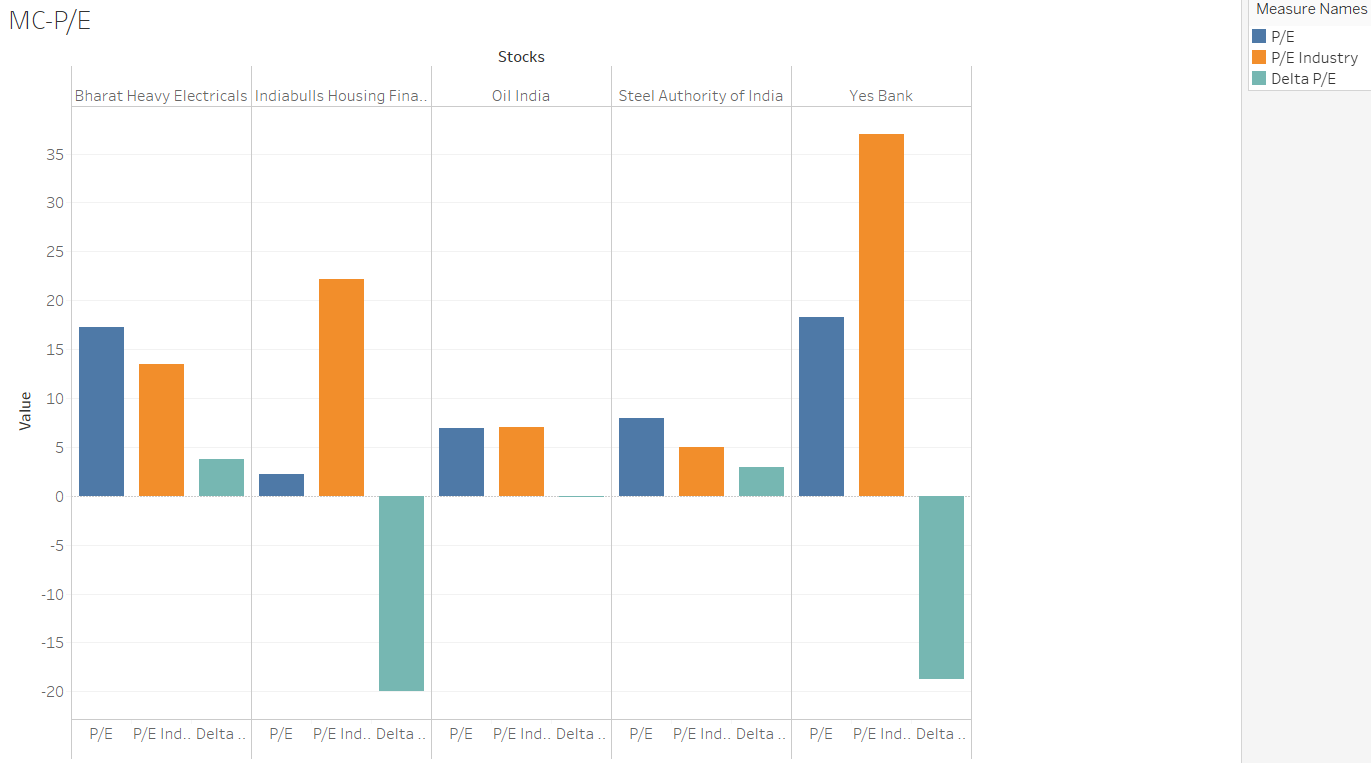 MC-P/E
Measure Names
P/E
P/E Industry
Delta P/E
Stocks
Bharat Heavy Electricals Indiabulls Housing Fina.. Oil India Steel Authority of India Yes Bank
35
30
25
20
15
10
5
0
-5
-10
-15
-20
Value
P/E P/E Ind.. Delta .. P/E P/E Ind.. Delta .. P/E P/E Ind.. Delta .. P/E P/E Ind.. Delta .. P/E P/E Ind.. Delta ..